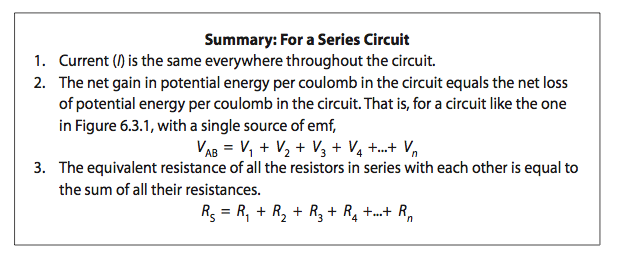 Summary: For a Series Circuit
1. Current (I) is the same everywhere throughout the circuit.
2. The net gain in potential energy per coulomb in the circuit equals the net loss
of potential energy per coulomb in the circuit. That is, for a circuit like the one
in Figure 6.3.1, with a single source of emf,
V_AB = V_1 + V_2 + V_3 + V_4 +...+ V_n
3. The equivalent resistance of all the resistors in series with each other is equal to
the sum of all their resistances.
R_S = R_1 + R_2 + R_3 + R_4 +...+ R_n